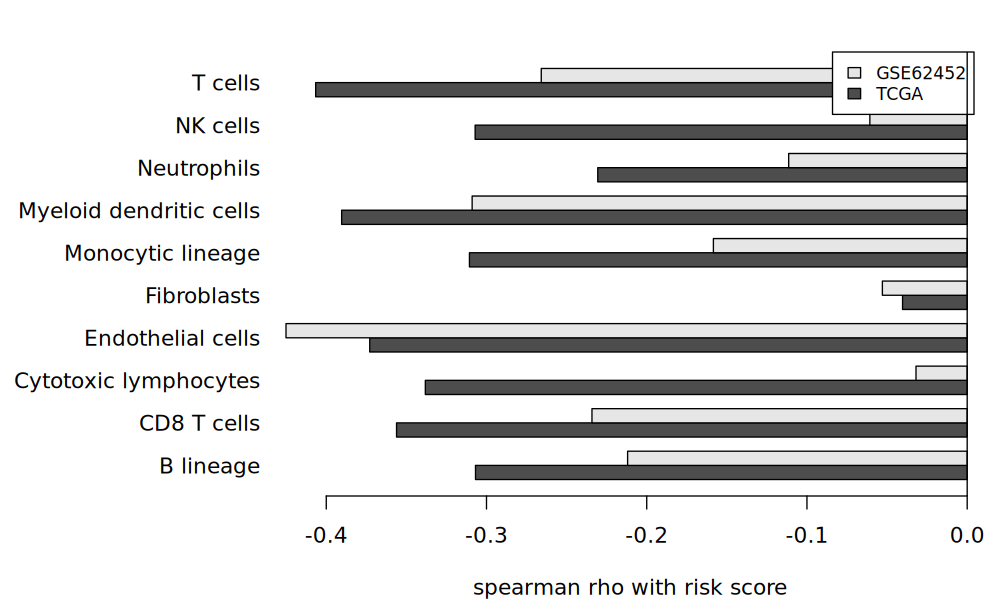 T cells
GSE62452
TCGA
NK cells
Neutrophils
Myeloid dendritic cells
Monocytic lineage
Fibroblasts
Endothelial cells
Cytotoxic lymphocytes
CD8 T cells
B lineage
-0.4 -0.3 -0.2 -0.1 0.0
spearman rho with risk score